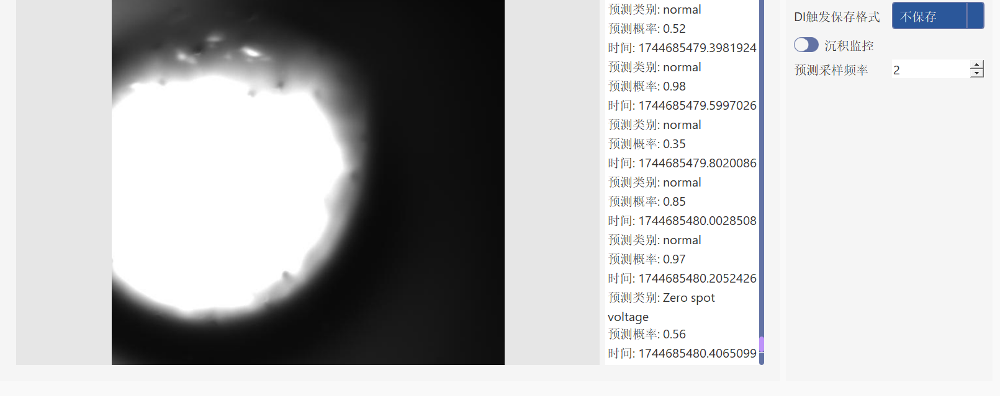 预测类别: normal
预测概率: 0.52
时间: 1744685479.3981924
预测类别: normal
预测概率: 0.98
时间: 1744685479.5997026
预测类别: normal
预测概率: 0.35
时间: 1744685479.8020086
预测类别: normal
预测概率: 0.85
时间: 1744685480.0028508
预测类别: normal
预测概率: 0.97
时间: 1744685480.2052426
预测类别: Zero spot
voltage
预测概率: 0.56
时间: 1744685480.4065099
DI触发保存格式 不保存
沉积监控
预测采样频率 2